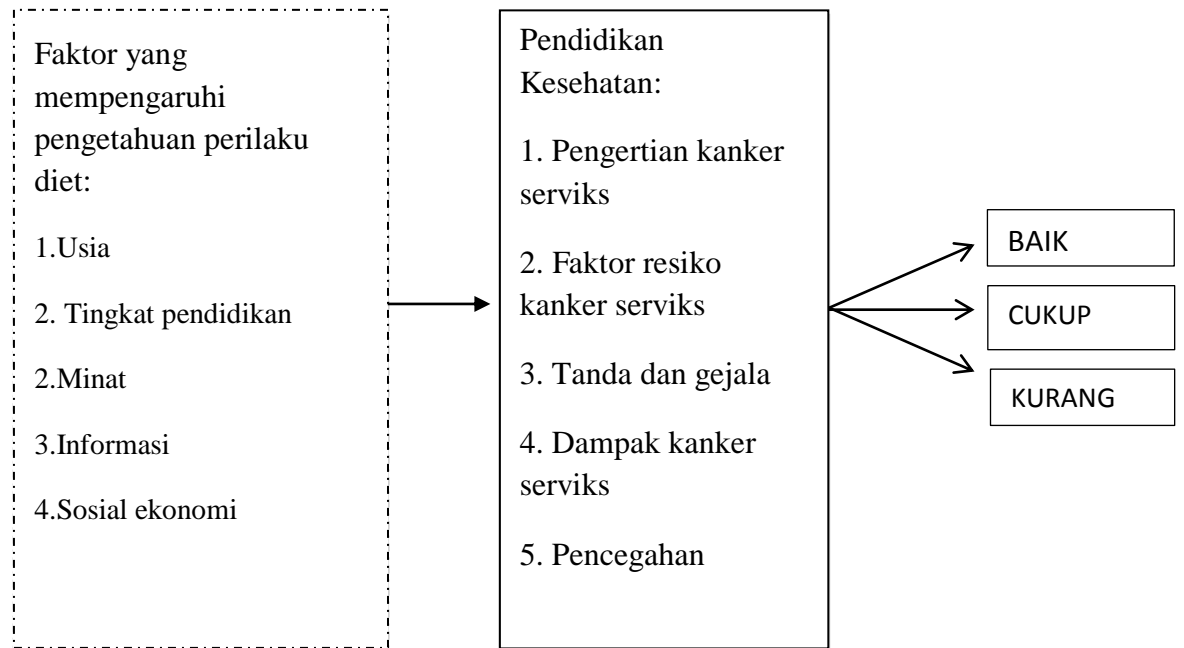 Faktor yang
mempengaruhi
pengetahuan perilaku
diet:
1.Usia
2. Tingkat pendidikan
2.Minat
3.Informasi
4.Sosial ekonomi
Pendidikan
Kesehatan:
1. Pengertian kanker
serviks
2. Faktor resiko
kanker serviks
3. Tanda dan gejala
4. Dampak kanker
serviks
5. Pencegahan
BAIK
CUKUP
KURANG